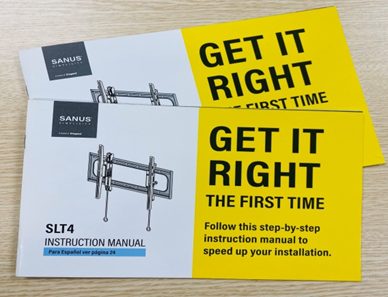 SANUS
SIMPLICITY
GET IT
RIGHT
THE FIRST TIME
SANUS
SIMPLICITY
GET IT
RIGHT
THE FIRST TIME
SLT4
INSTRUCTION MANUAL
Para Español ver página 24
Follow this step-by-step
instruction manual to
speed up your installation.